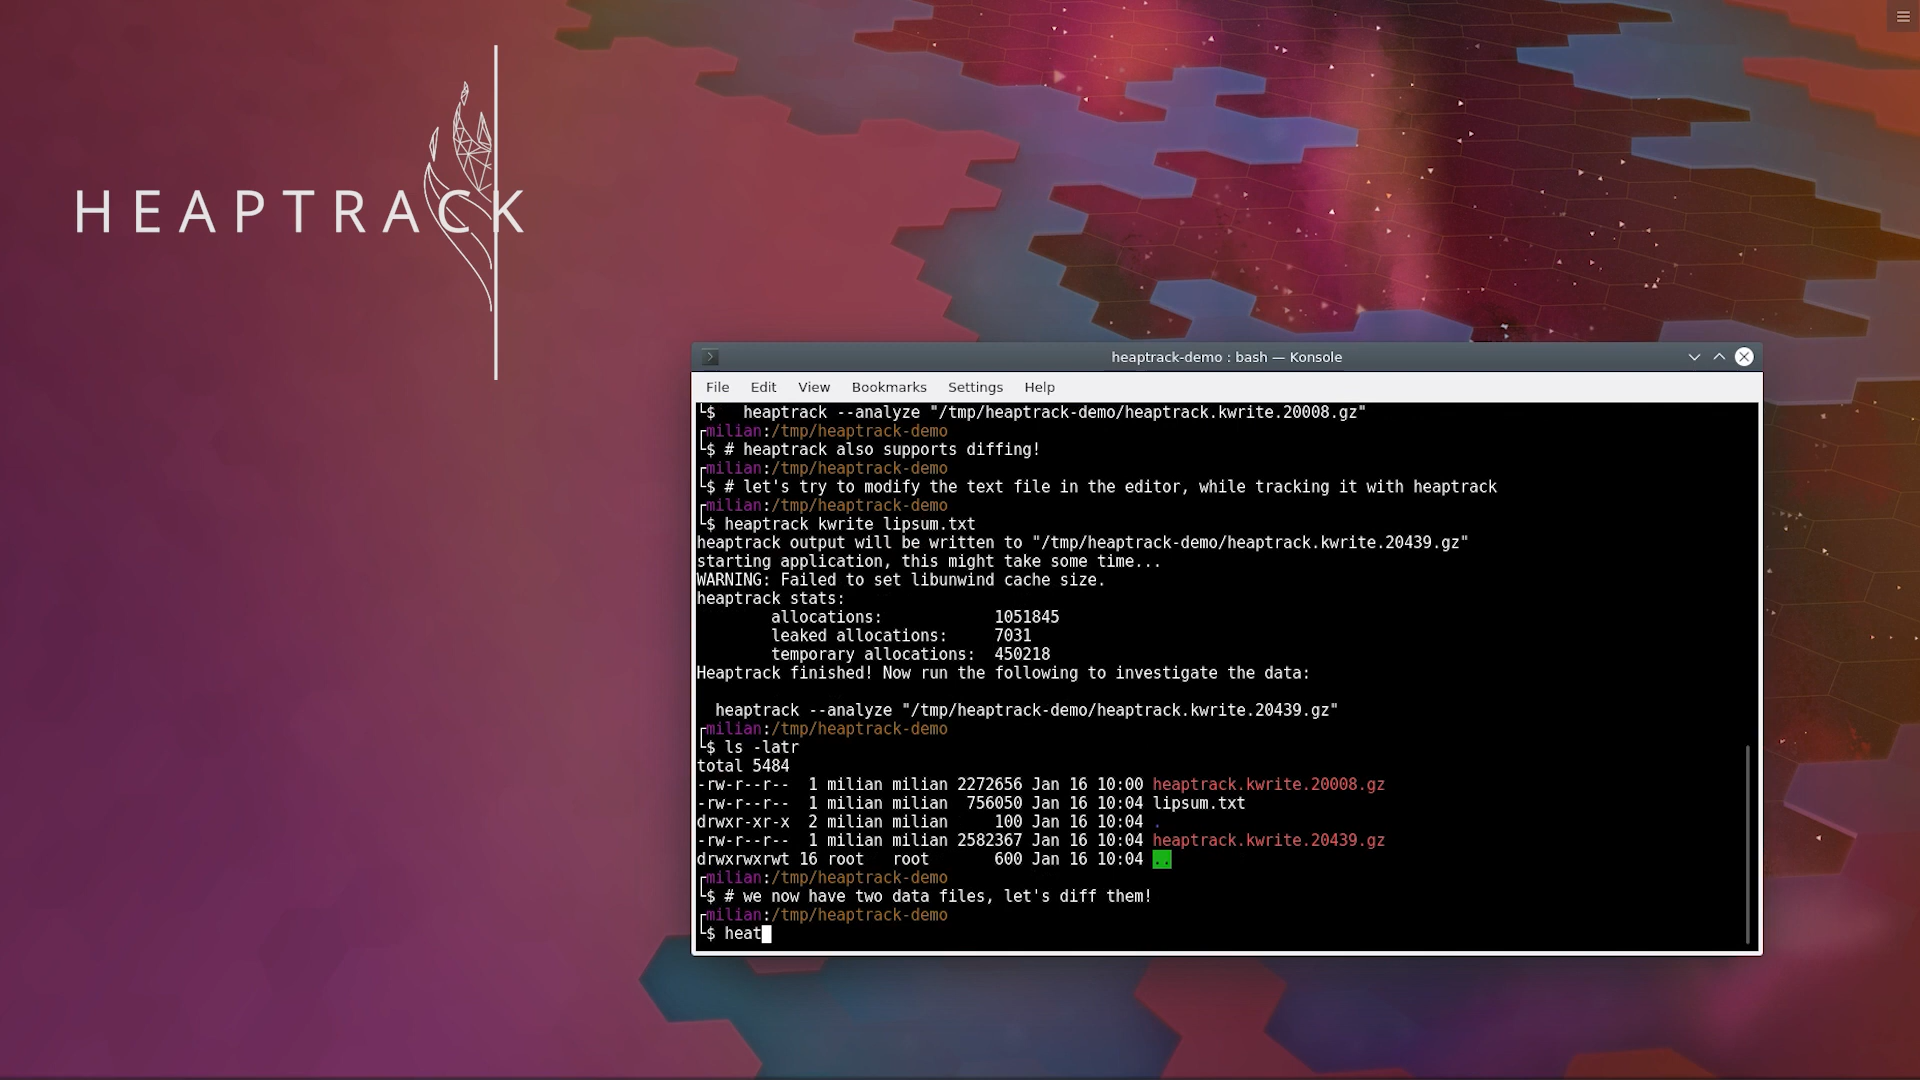 HEAPTRACK
heaptrack-demo : bash — Konsole
File Edit View Bookmarks Settings Help
└$   heaptrack --analyze "/tmp/heaptrack-demo/heaptrack.kwrite.20008.gz"
┌milian:/tmp/heaptrack-demo
└$ # heaptrack also supports diffing!
┌milian:/tmp/heaptrack-demo
└$ # let's try to modify the text file in the editor, while tracking it with heaptrack
┌milian:/tmp/heaptrack-demo
└$ heaptrack kwrite lipsum.txt
heaptrack output will be written to "/tmp/heaptrack-demo/heaptrack.kwrite.20439.gz"
starting application, this might take some time...
WARNING: Failed to set libunwind cache size.
heaptrack stats:
        allocations:            1051845
        leaked allocations:     7031
        temporary allocations:  450218
Heaptrack finished! Now run the following to investigate the data:
  heaptrack --analyze "/tmp/heaptrack-demo/heaptrack.kwrite.20439.gz"
┌milian:/tmp/heaptrack-demo
└$ ls -latr
total 5484
-rw-r--r--  1 milian milian 2272656 Jan 16 10:00 heaptrack.kwrite.20008.gz
-rw-r--r--  1 milian milian  756050 Jan 16 10:04 lipsum.txt
drwxr-xr-x  2 milian milian     100 Jan 16 10:04 .
-rw-r--r--  1 milian milian 2582367 Jan 16 10:04 heaptrack.kwrite.20439.gz
drwxrwxrwt 16 root   root       600 Jan 16 10:04 ..
┌milian:/tmp/heaptrack-demo
└$ # we now have two data files, let's diff them!
┌milian:/tmp/heaptrack-demo
└$ heat